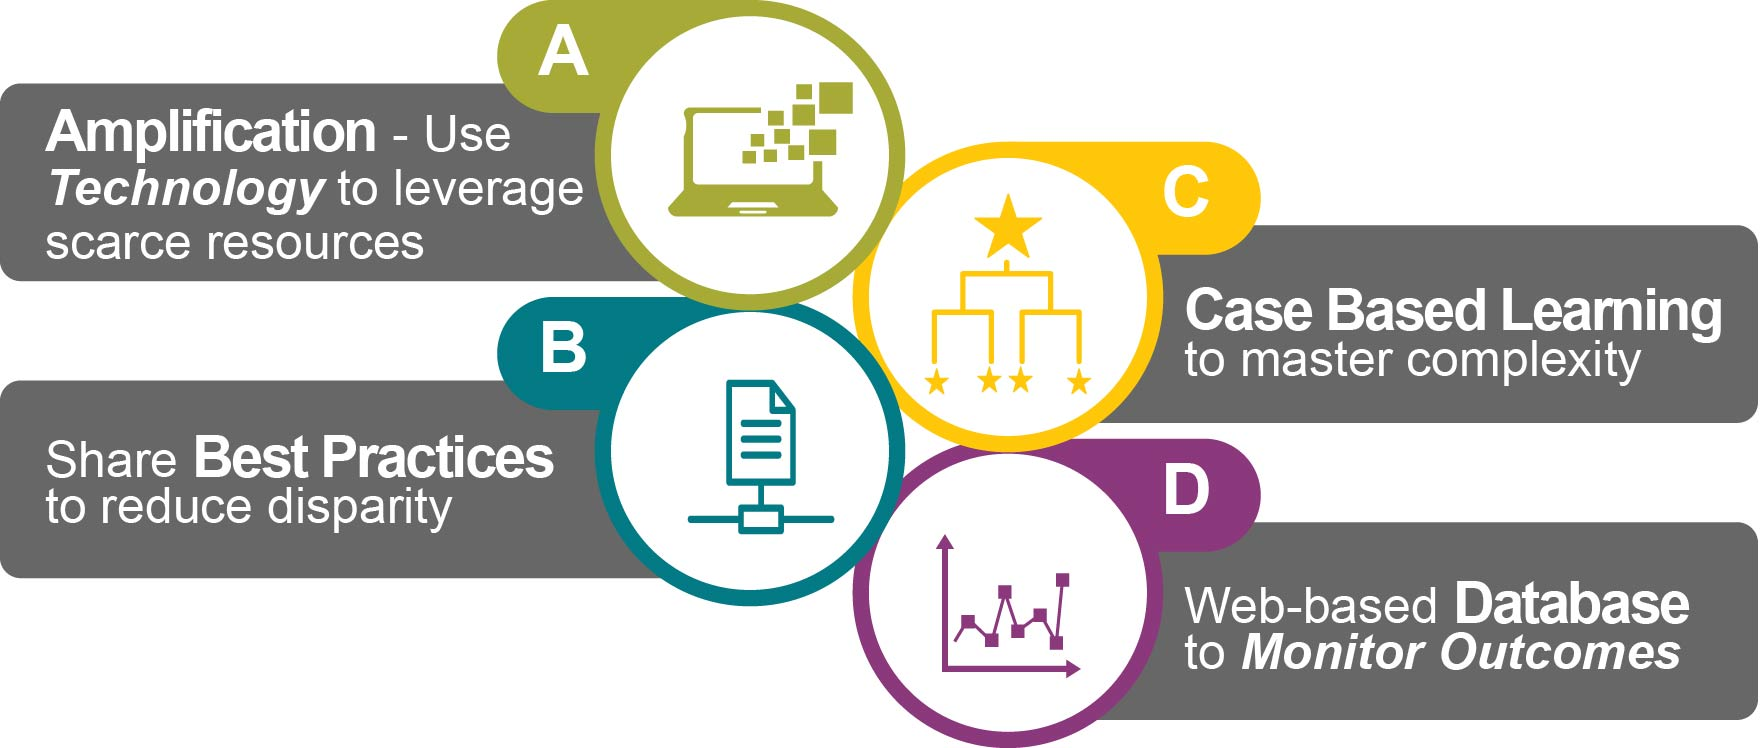 A
Amplification - Use
Technology to leverage
scarce resources
B
Share Best Practices
to reduce disparity
C
Case Based Learning
to master complexity
D
Web-based Database
to Monitor Outcomes